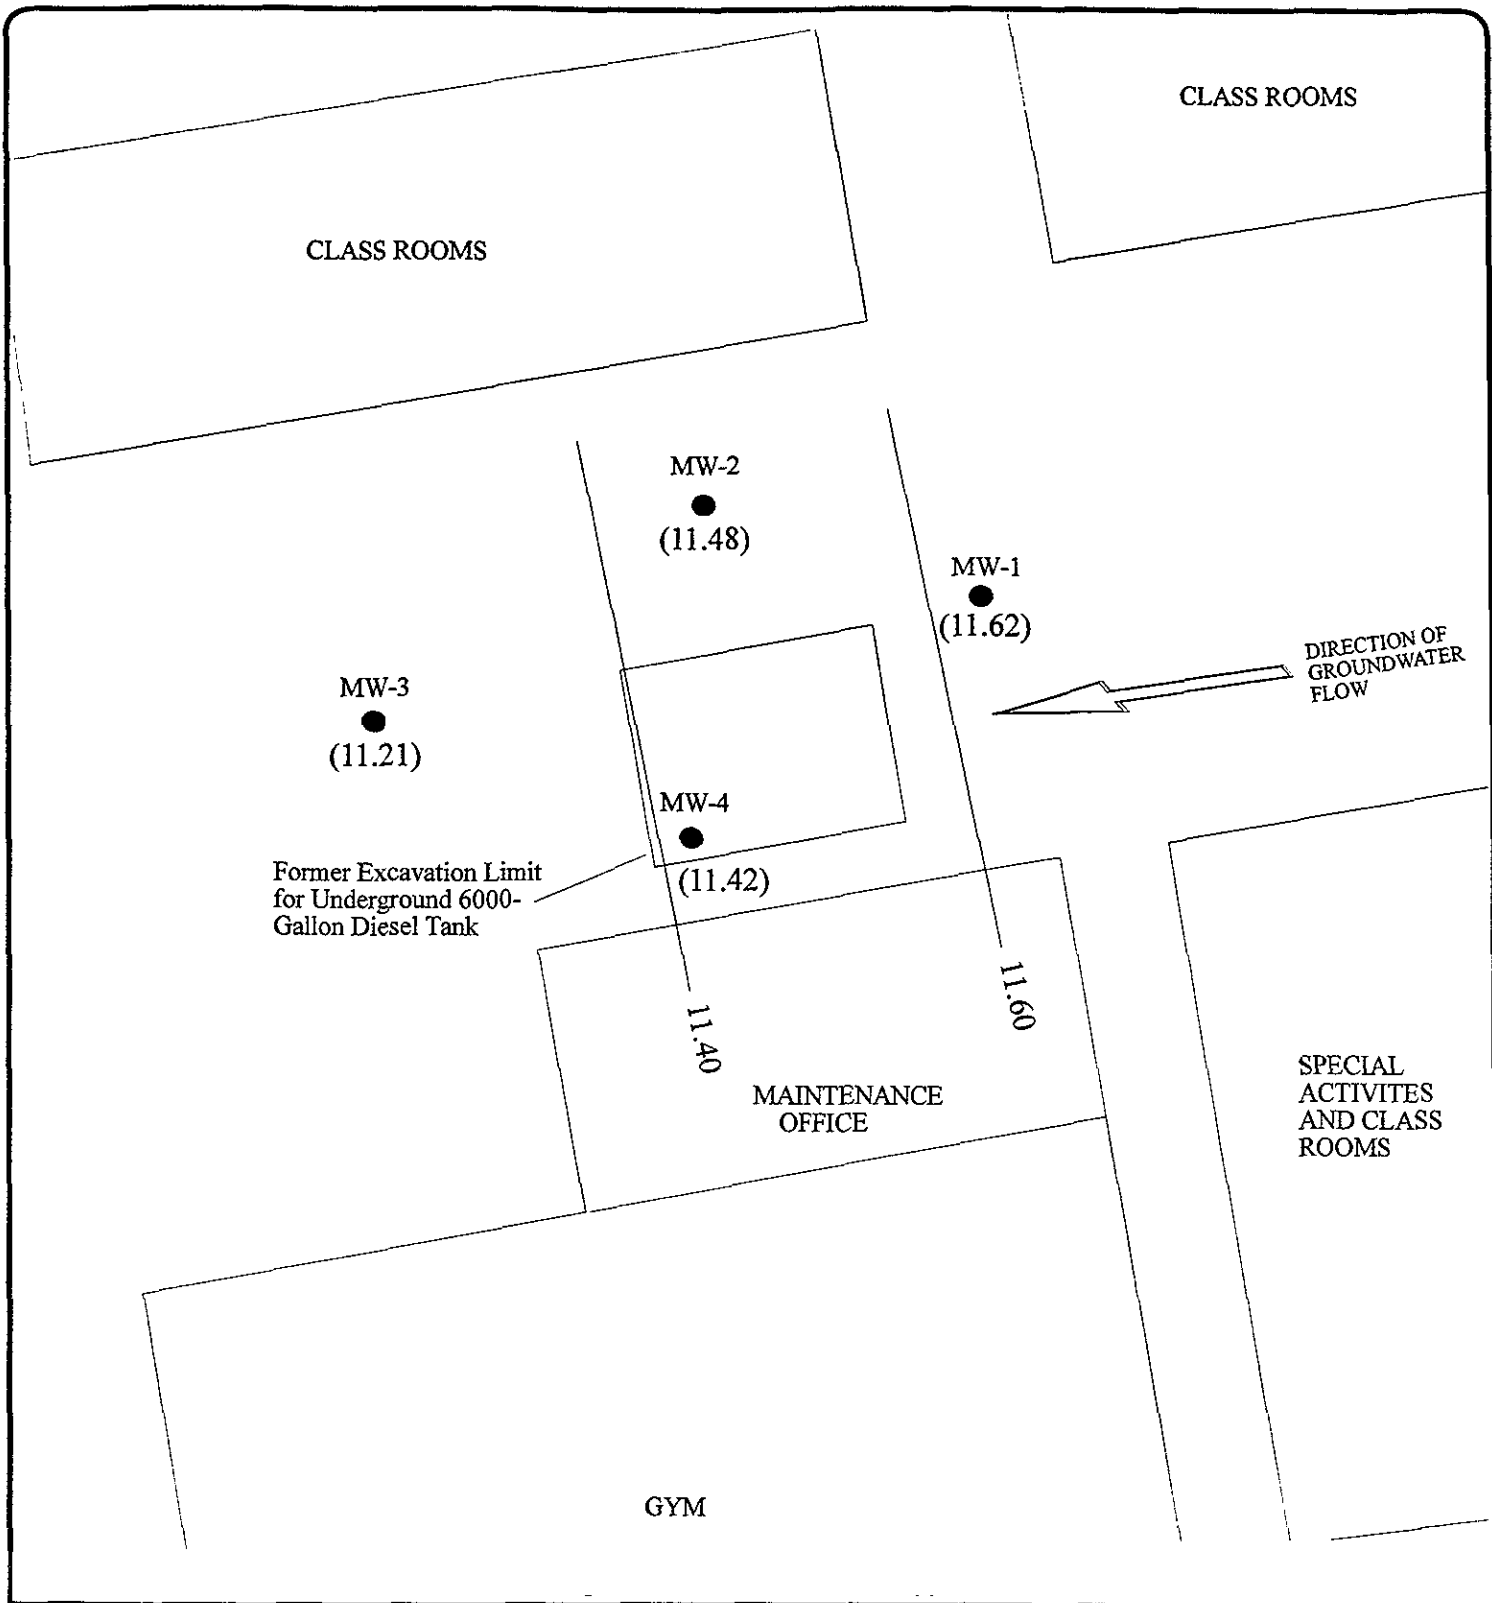 CLASS ROOMS
CLASS ROOMS
MW-2
(11.48)
MW-1
(11.62)
DIRECTION OF
GROUNDWATER
FLOW
MW-3
(11.21)
MW-4
(11.42)
Former Excavation Limit
for Underground 6000-
Gallon Diesel Tank
11.60
11.40
MAINTENANCE
OFFICE
SPECIAL
ACTIVITES
AND CLASS
ROOMS
GYM